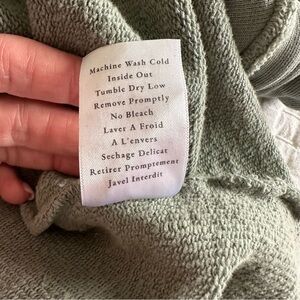 Machine Wash Cold
Inside Out
Tumble Dry Low
Remove Promptly
No Bleach
Laver A Froid
A L'envers
Sechage Delicat
Retirer Promptement
Javel Interdit